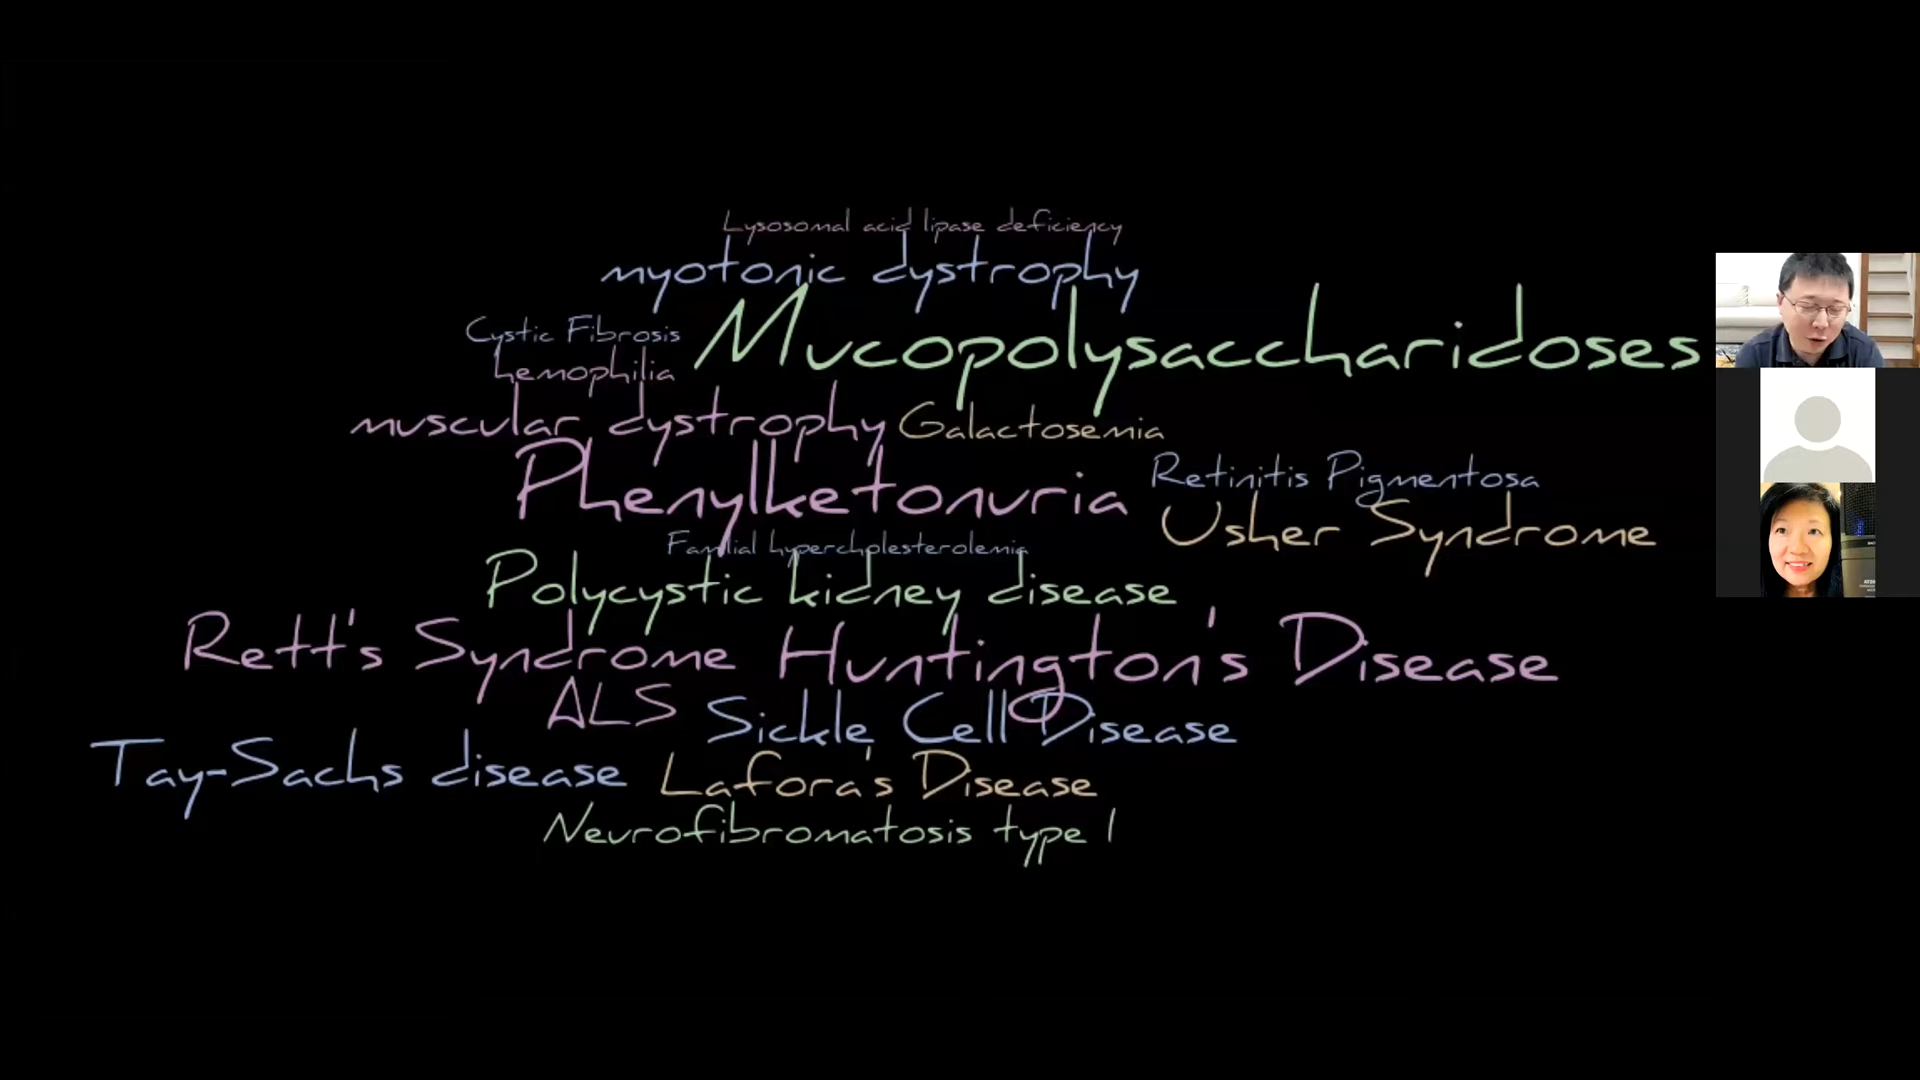 Lysosomal acid lipase deficiency
myotonic dystrophy
Cystic Fibrosis
Mucopolysaccharidoses
hemophilia
muscular dystrophy
Galactosemia
Phenylketonuria
Retinitis Pigmentosa
Usher Syndrome
Familial hypercholesterolemia
Polycystic kidney disease
Rett's Syndrome
Huntington's Disease
ALS
Sickle Cell Disease
Tay-Sachs disease
Lafora's Disease
Neurofibromatosis type I